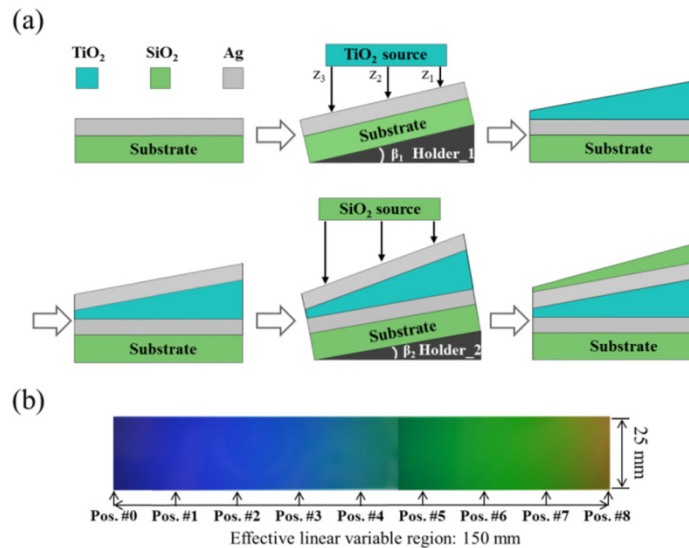 (a)
TiO2 SiO2 Ag
TiO2 source
z3 z2 z1
Substrate
Substrate
β1 Holder_1
Substrate
SiO2 source
Substrate
Substrate
β2 Holder_2
Substrate
(b)
25 mm
Pos. #0 Pos. #1 Pos. #2 Pos. #3 Pos. #4 Pos. #5 Pos. #6 Pos. #7 Pos. #8
Effective linear variable region: 150 mm